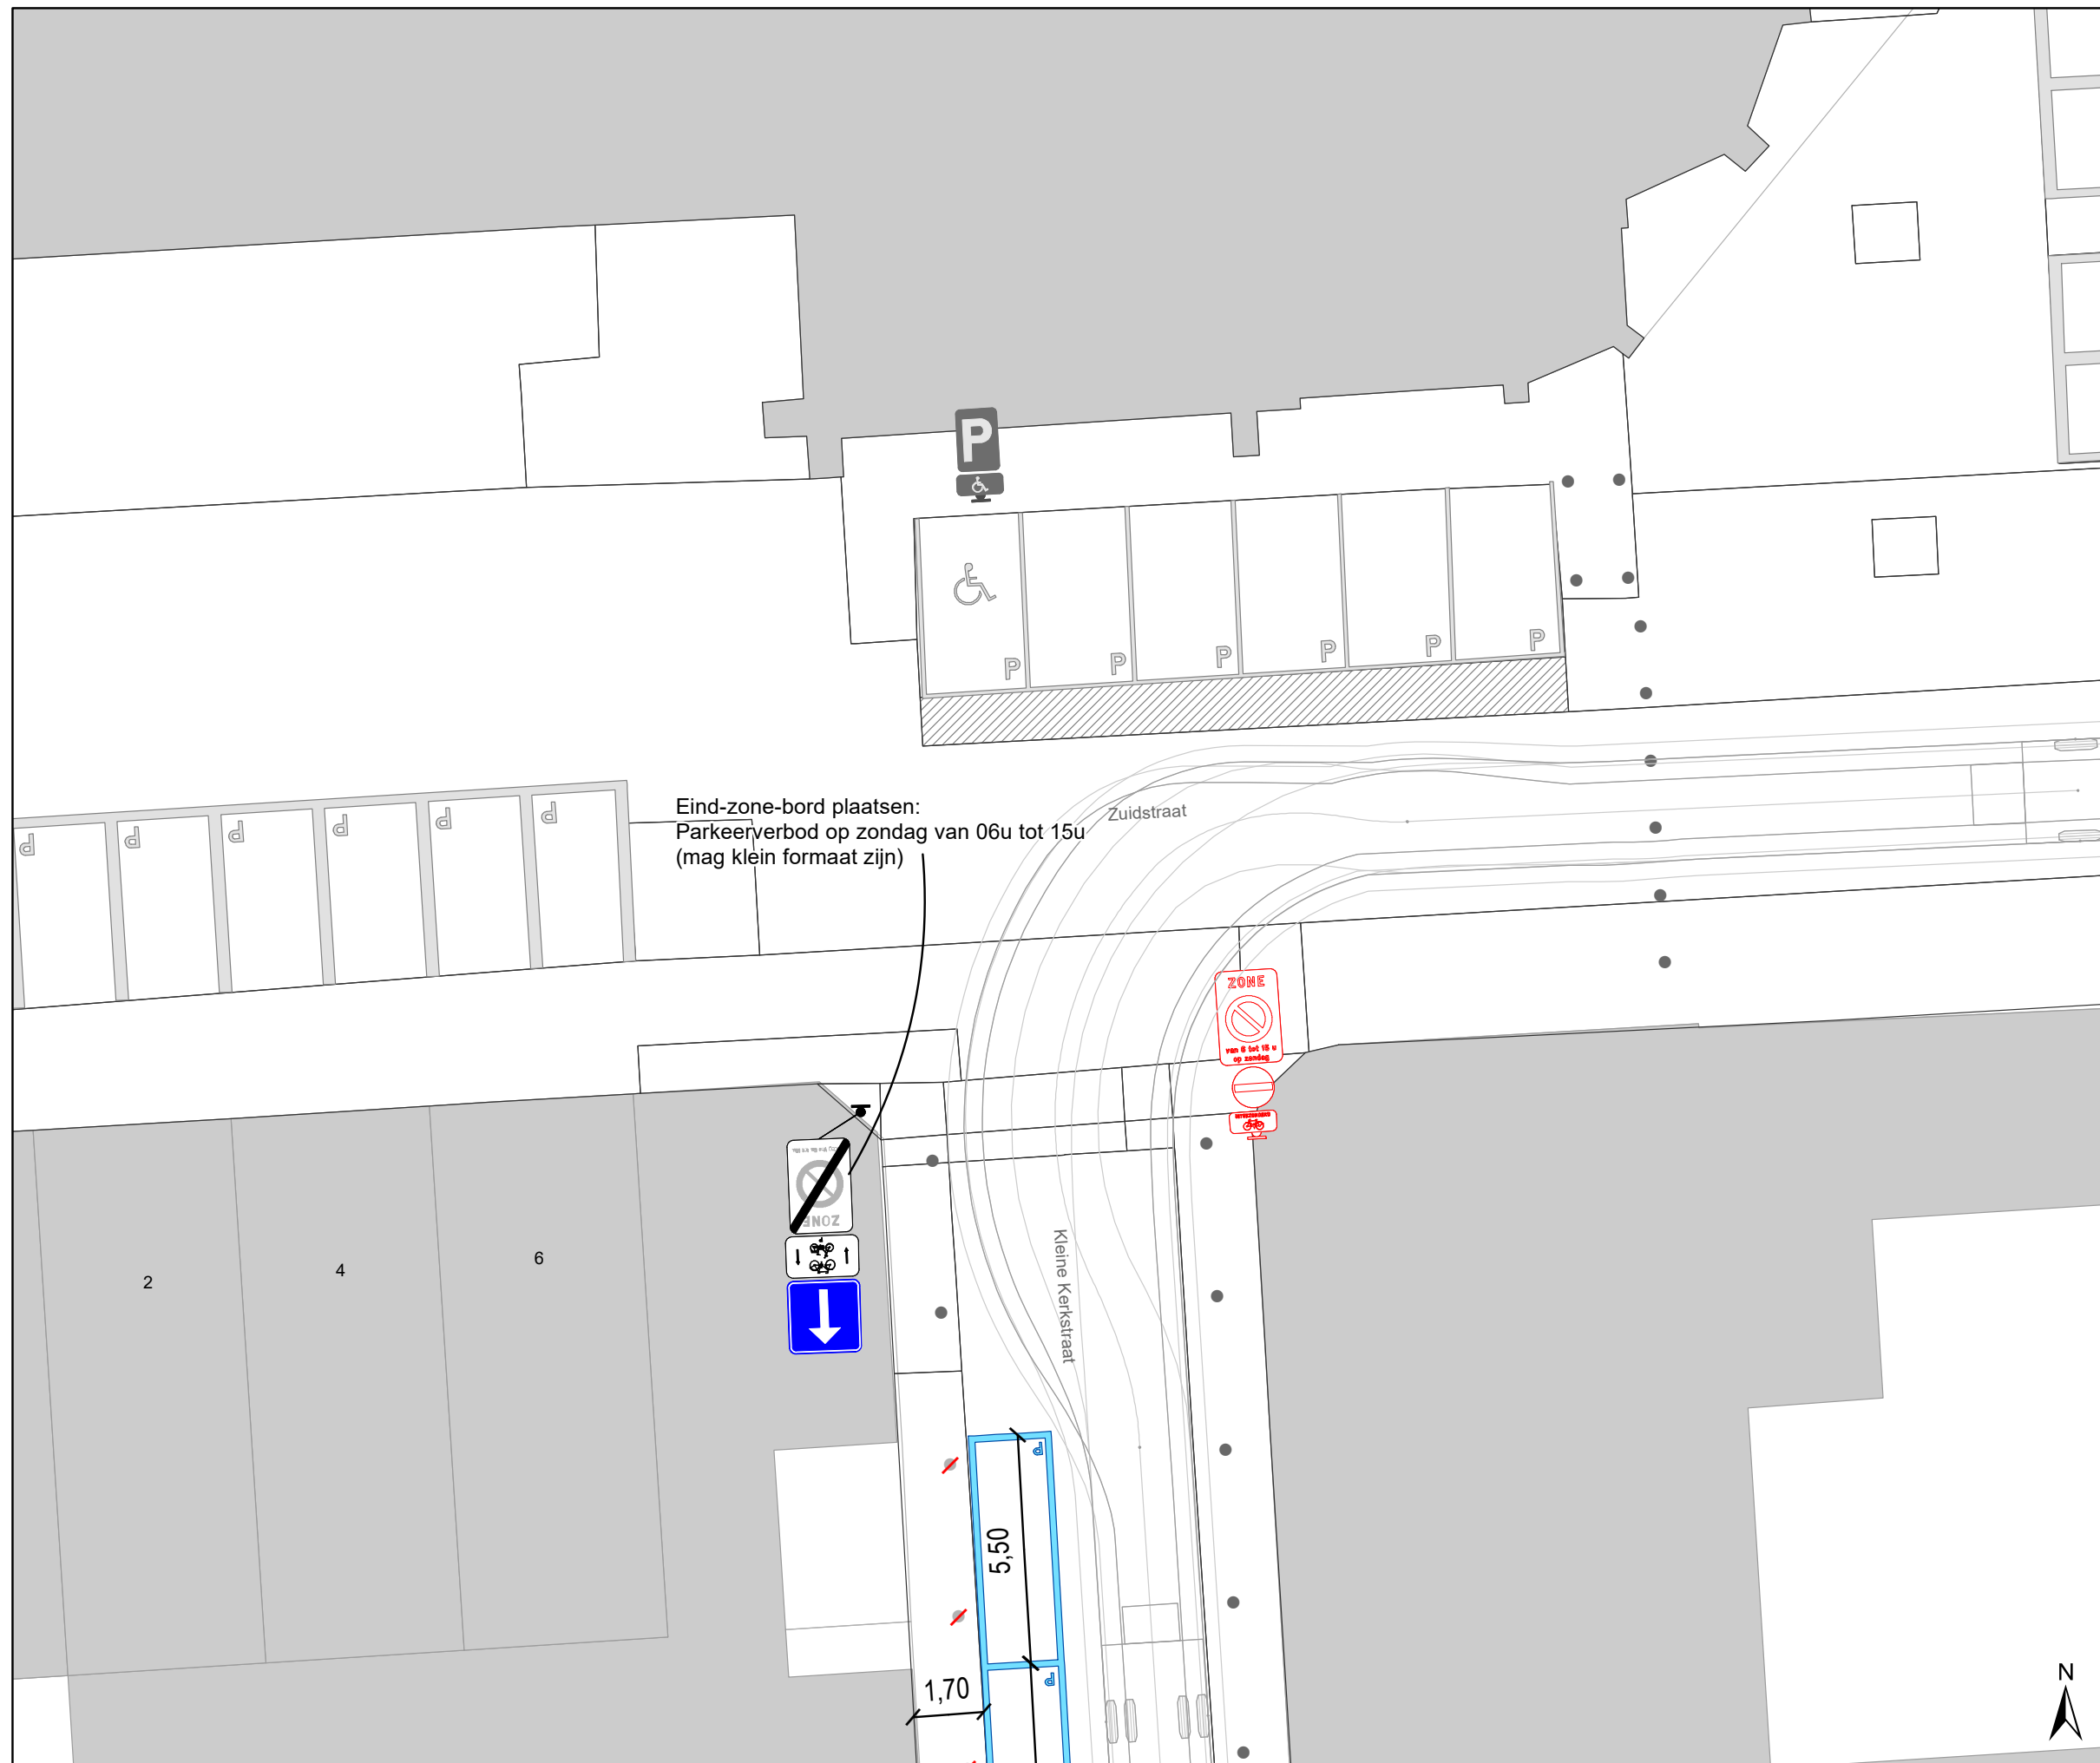 P
P
P
P
P
P
P
Eind-zone-bord plaatsen:
Parkeerverbod op zondag van 06u tot 15u
(mag klein formaat zijn)
Zuidstraat
P
P
P
P
P
P
ZONE
van 6 tot 15 u
op zondag
UITGEZONDERD
ZONE
2
4
6
Kleine Kerkstraat
P
5,50
P
1,70
N